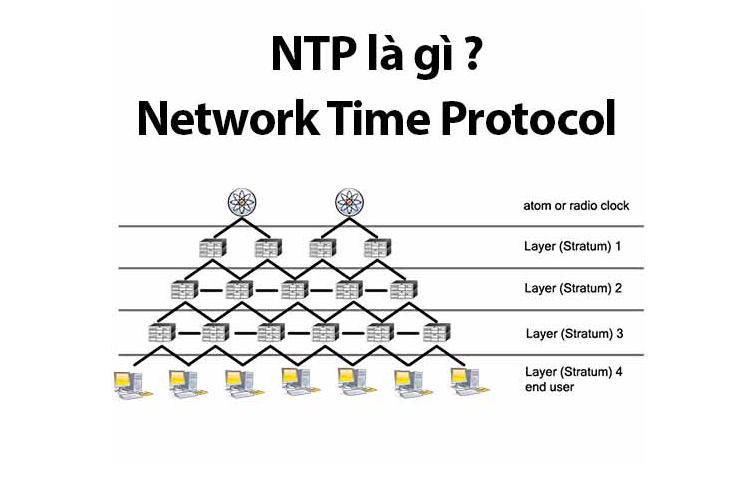 NTP là gì ?
Network Time Protocol
atom or radio clock
Layer (Stratum) 1
Layer (Stratum) 2
Layer (Stratum) 3
Layer (Stratum) 4
end user